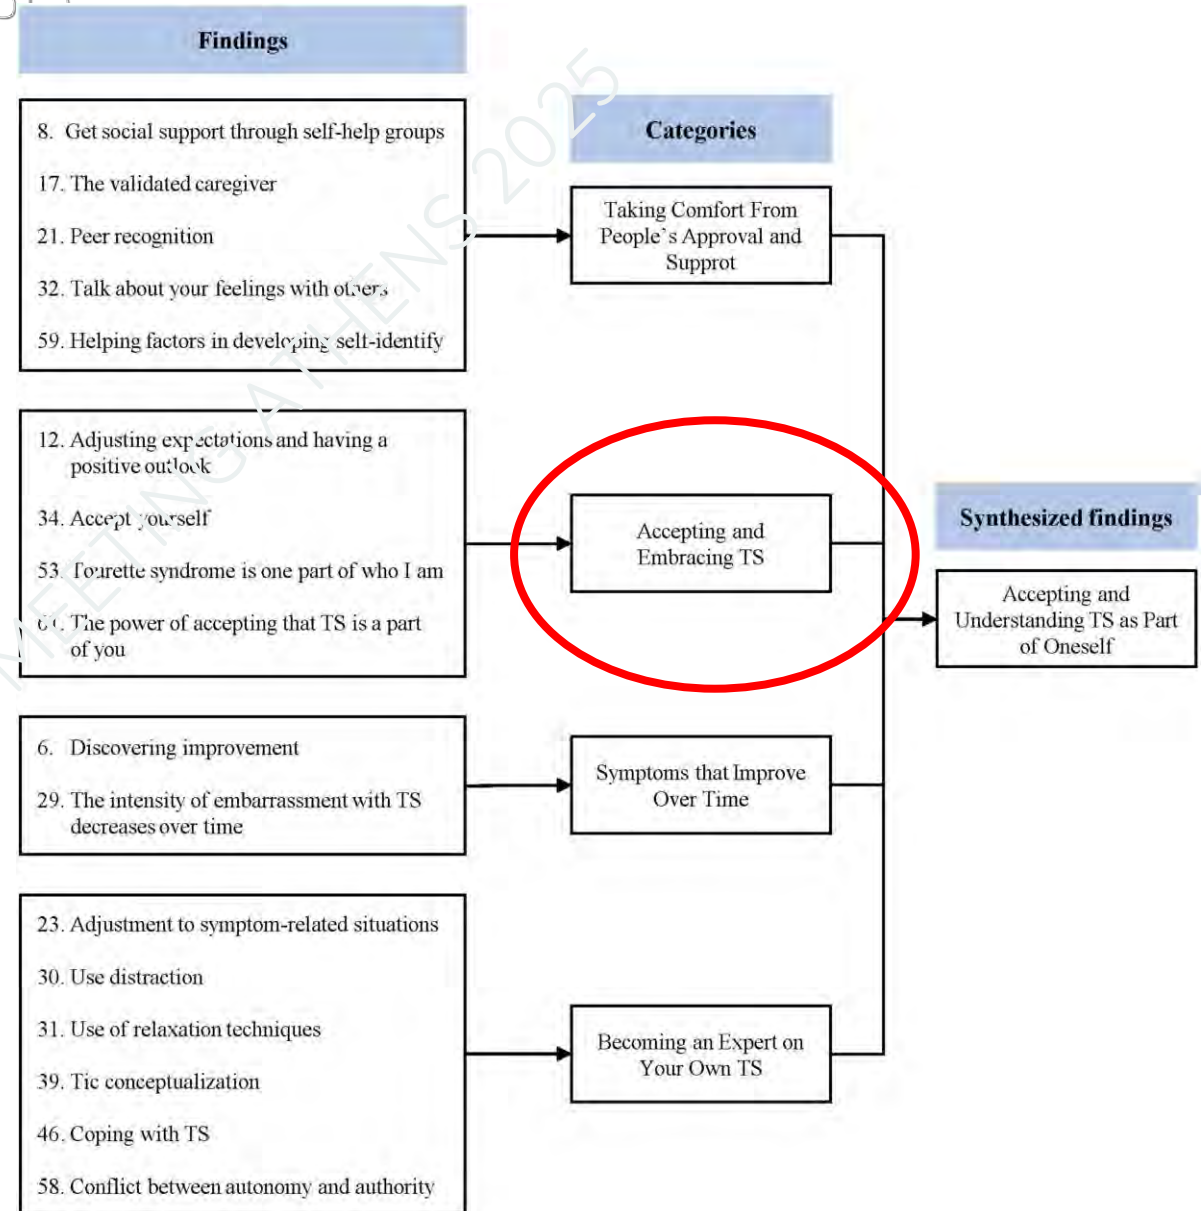 Findings
8. Get social support through self-help groups
17. The validated caregiver
21. Peer recognition
32. Talk about your feelings with others
59. Helping factors in developing self-identify
12. Adjusting expectations and having a
positive outlook
34. Accept yourself
53. Tourette syndrome is one part of who I am
The power of accepting that TS is a part
of you
6. Discovering improvement
29. The intensity of embarrassment with TS
decreases over time
23. Adjustment to symptom-related situations
30. Use distraction
31. Use of relaxation techniques
39. Tic conceptualization
46. Coping with TS
58. Conflict between autonomy and authority
Categories
Taking Comfort From
People`s Approval and
Supprot
Accepting and
Embracing TS
Symptoms that Improve
Over Time
Becoming an Expert on
Your Own TS
Synthesized findings
Accepting and
Understanding TS as Part
of Oneself
MEETING ATHENS 2025